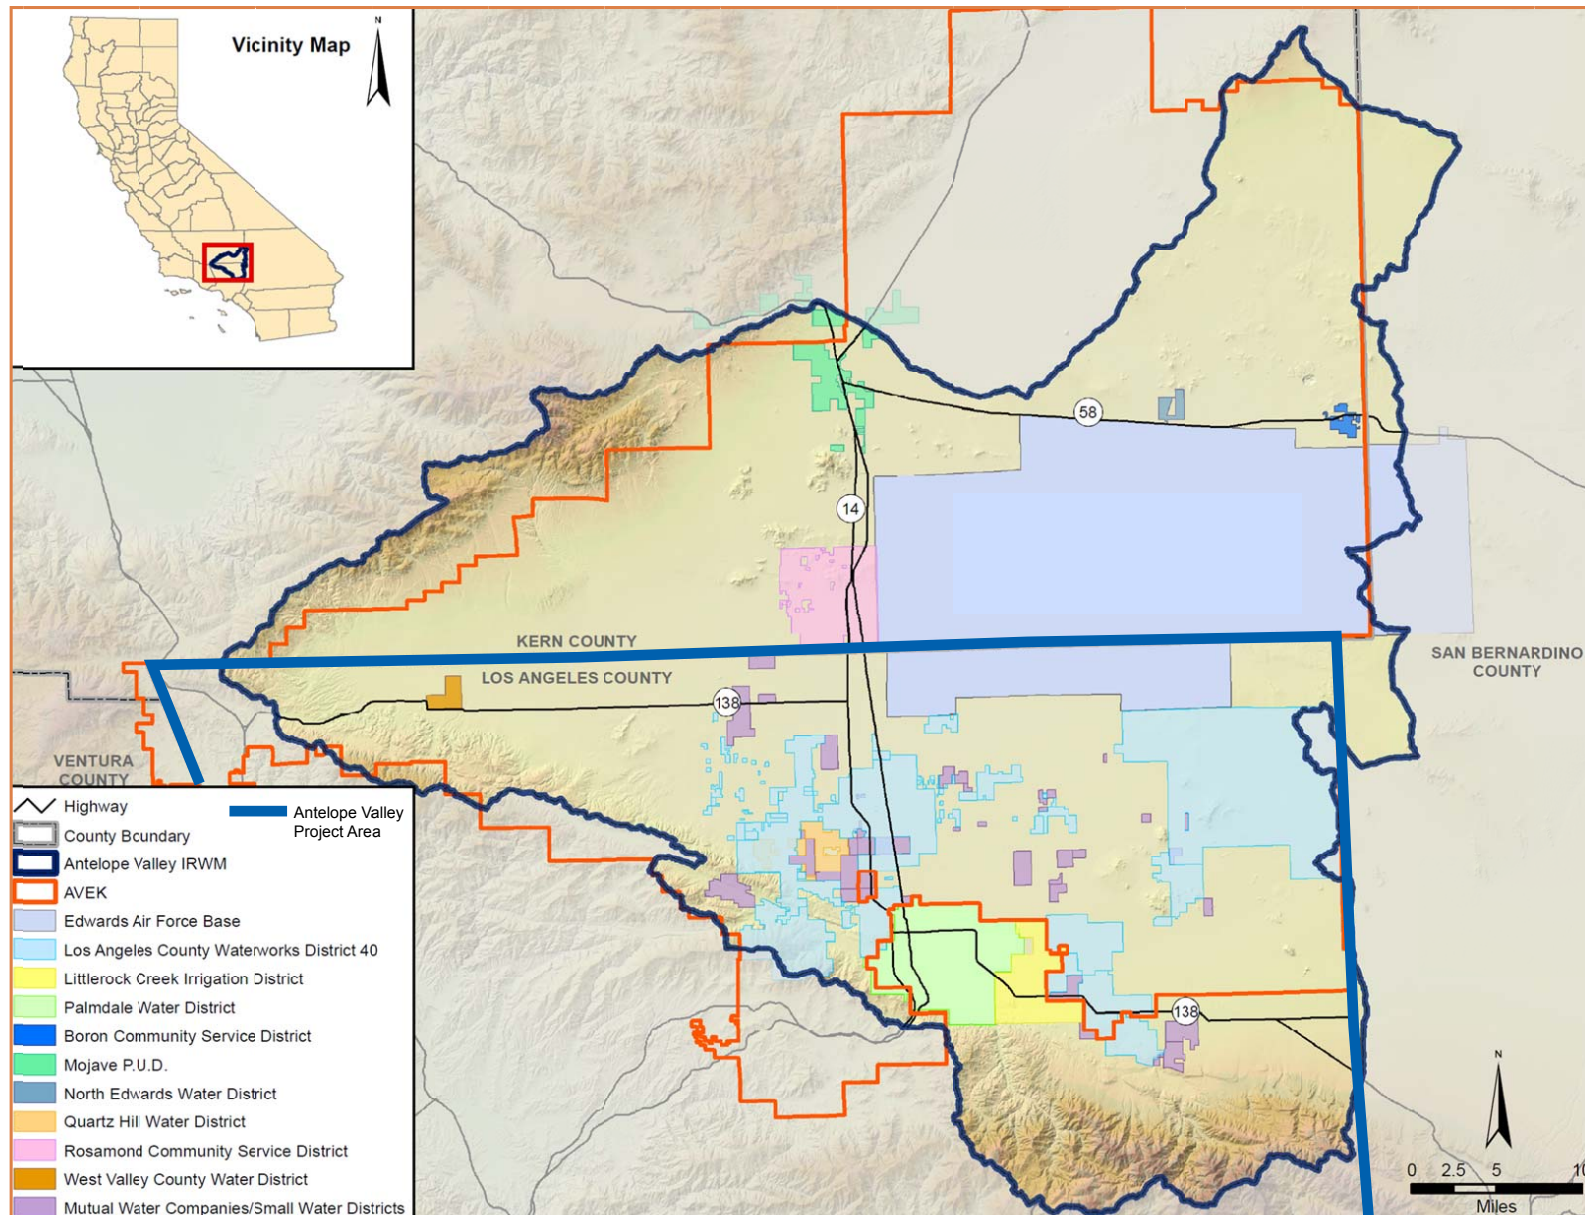 Vicinity Map
N
58
14
KERN COUNTY
LOS ANGELES COUNTY
SAN BERNARDINO
COUNTY
138
VENTURA
COUNTY
138
Highway
County Boundary
Antelope Valley IRWM
AVEK
Edwards Air Force Base
Los Angeles County Waterworks District 40
Littlerock Creek Irrigation District
Palmdale Water District
Boron Community Service District
Mojave P.U.D.
North Edwards Water District
Quartz Hill Water District
Rosamond Community Service District
West Valley County Water District
Mutual Water Companies/Small Water Districts
Antelope Valley
Project Area
N
0 2.5 5 10
Miles